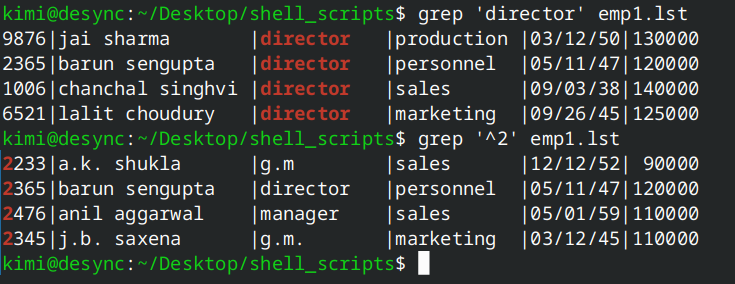 kimi@desync:~/Desktop/shell_scripts$ grep 'director' emp1.lst
9876|jai sharma      |director  |production |03/12/50|130000
2365|barun sengupta  |director  |personnel  |05/11/47|120000
1006|chanchal singhvi |director  |sales      |09/03/38|140000
6521|lalit choudury  |director  |marketing  |09/26/45|125000
kimi@desync:~/Desktop/shell_scripts$ grep '^2' emp1.lst
2233|a.k. shukla     |g.m       |sales      |12/12/52| 90000
2365|barun sengupta  |director  |personnel  |05/11/47|120000
2476|anil aggarwal   |manager   |sales      |05/01/59|110000
2345|j.b. saxena     |g.m.      |marketing  |03/12/45|110000
kimi@desync:~/Desktop/shell_scripts$